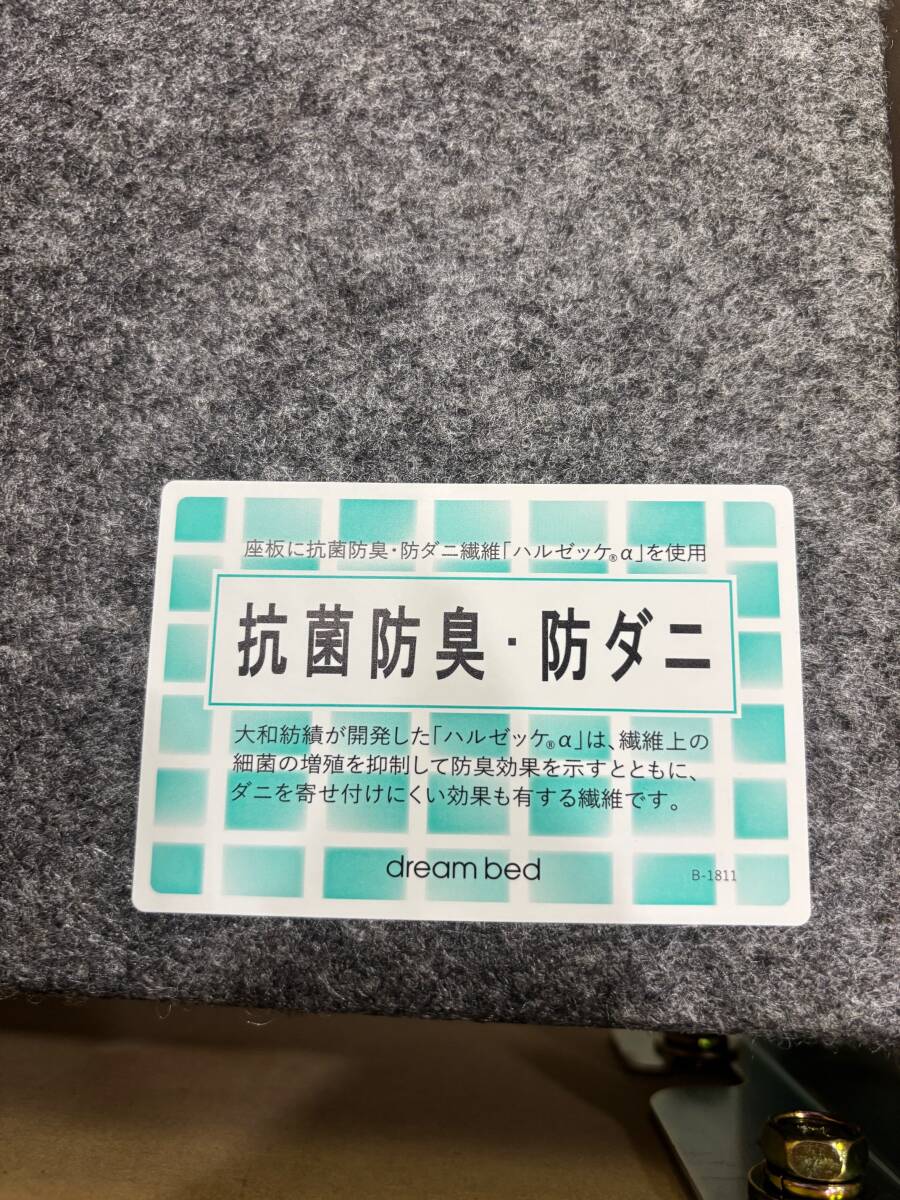 座板に抗菌防臭・防ダニ繊維「ハルゼッケ®α」を使用
抗菌防臭・防ダニ
大和紡績が開発した「ハルゼッケ®α」は、繊維上の
細菌の増殖を抑制して防臭効果を示すとともに、
ダニを寄せ付けにくい効果も有する繊維です。
dream bed
B-1811